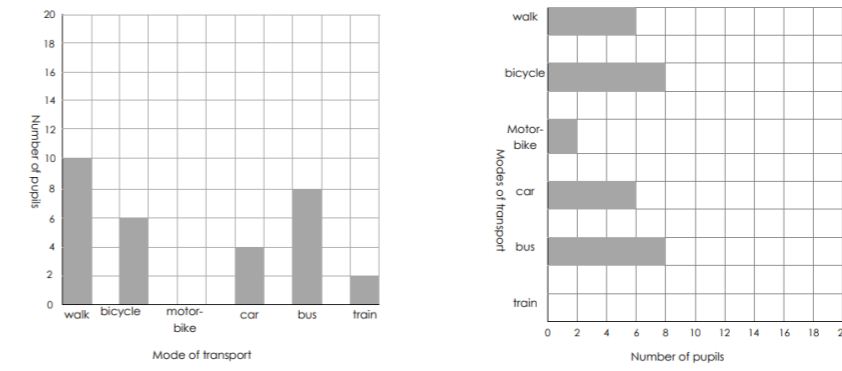 20
18
16
14
12
10
8
6
4
2
0
Number of pupils
walk bicycle motor- car bus train
bike
Mode of transport
walk
bicycle
Motor-
bike
car
bus
train
Modes of transport
0 2 4 6 8 10 12 14 16 18 2
Number of pupils